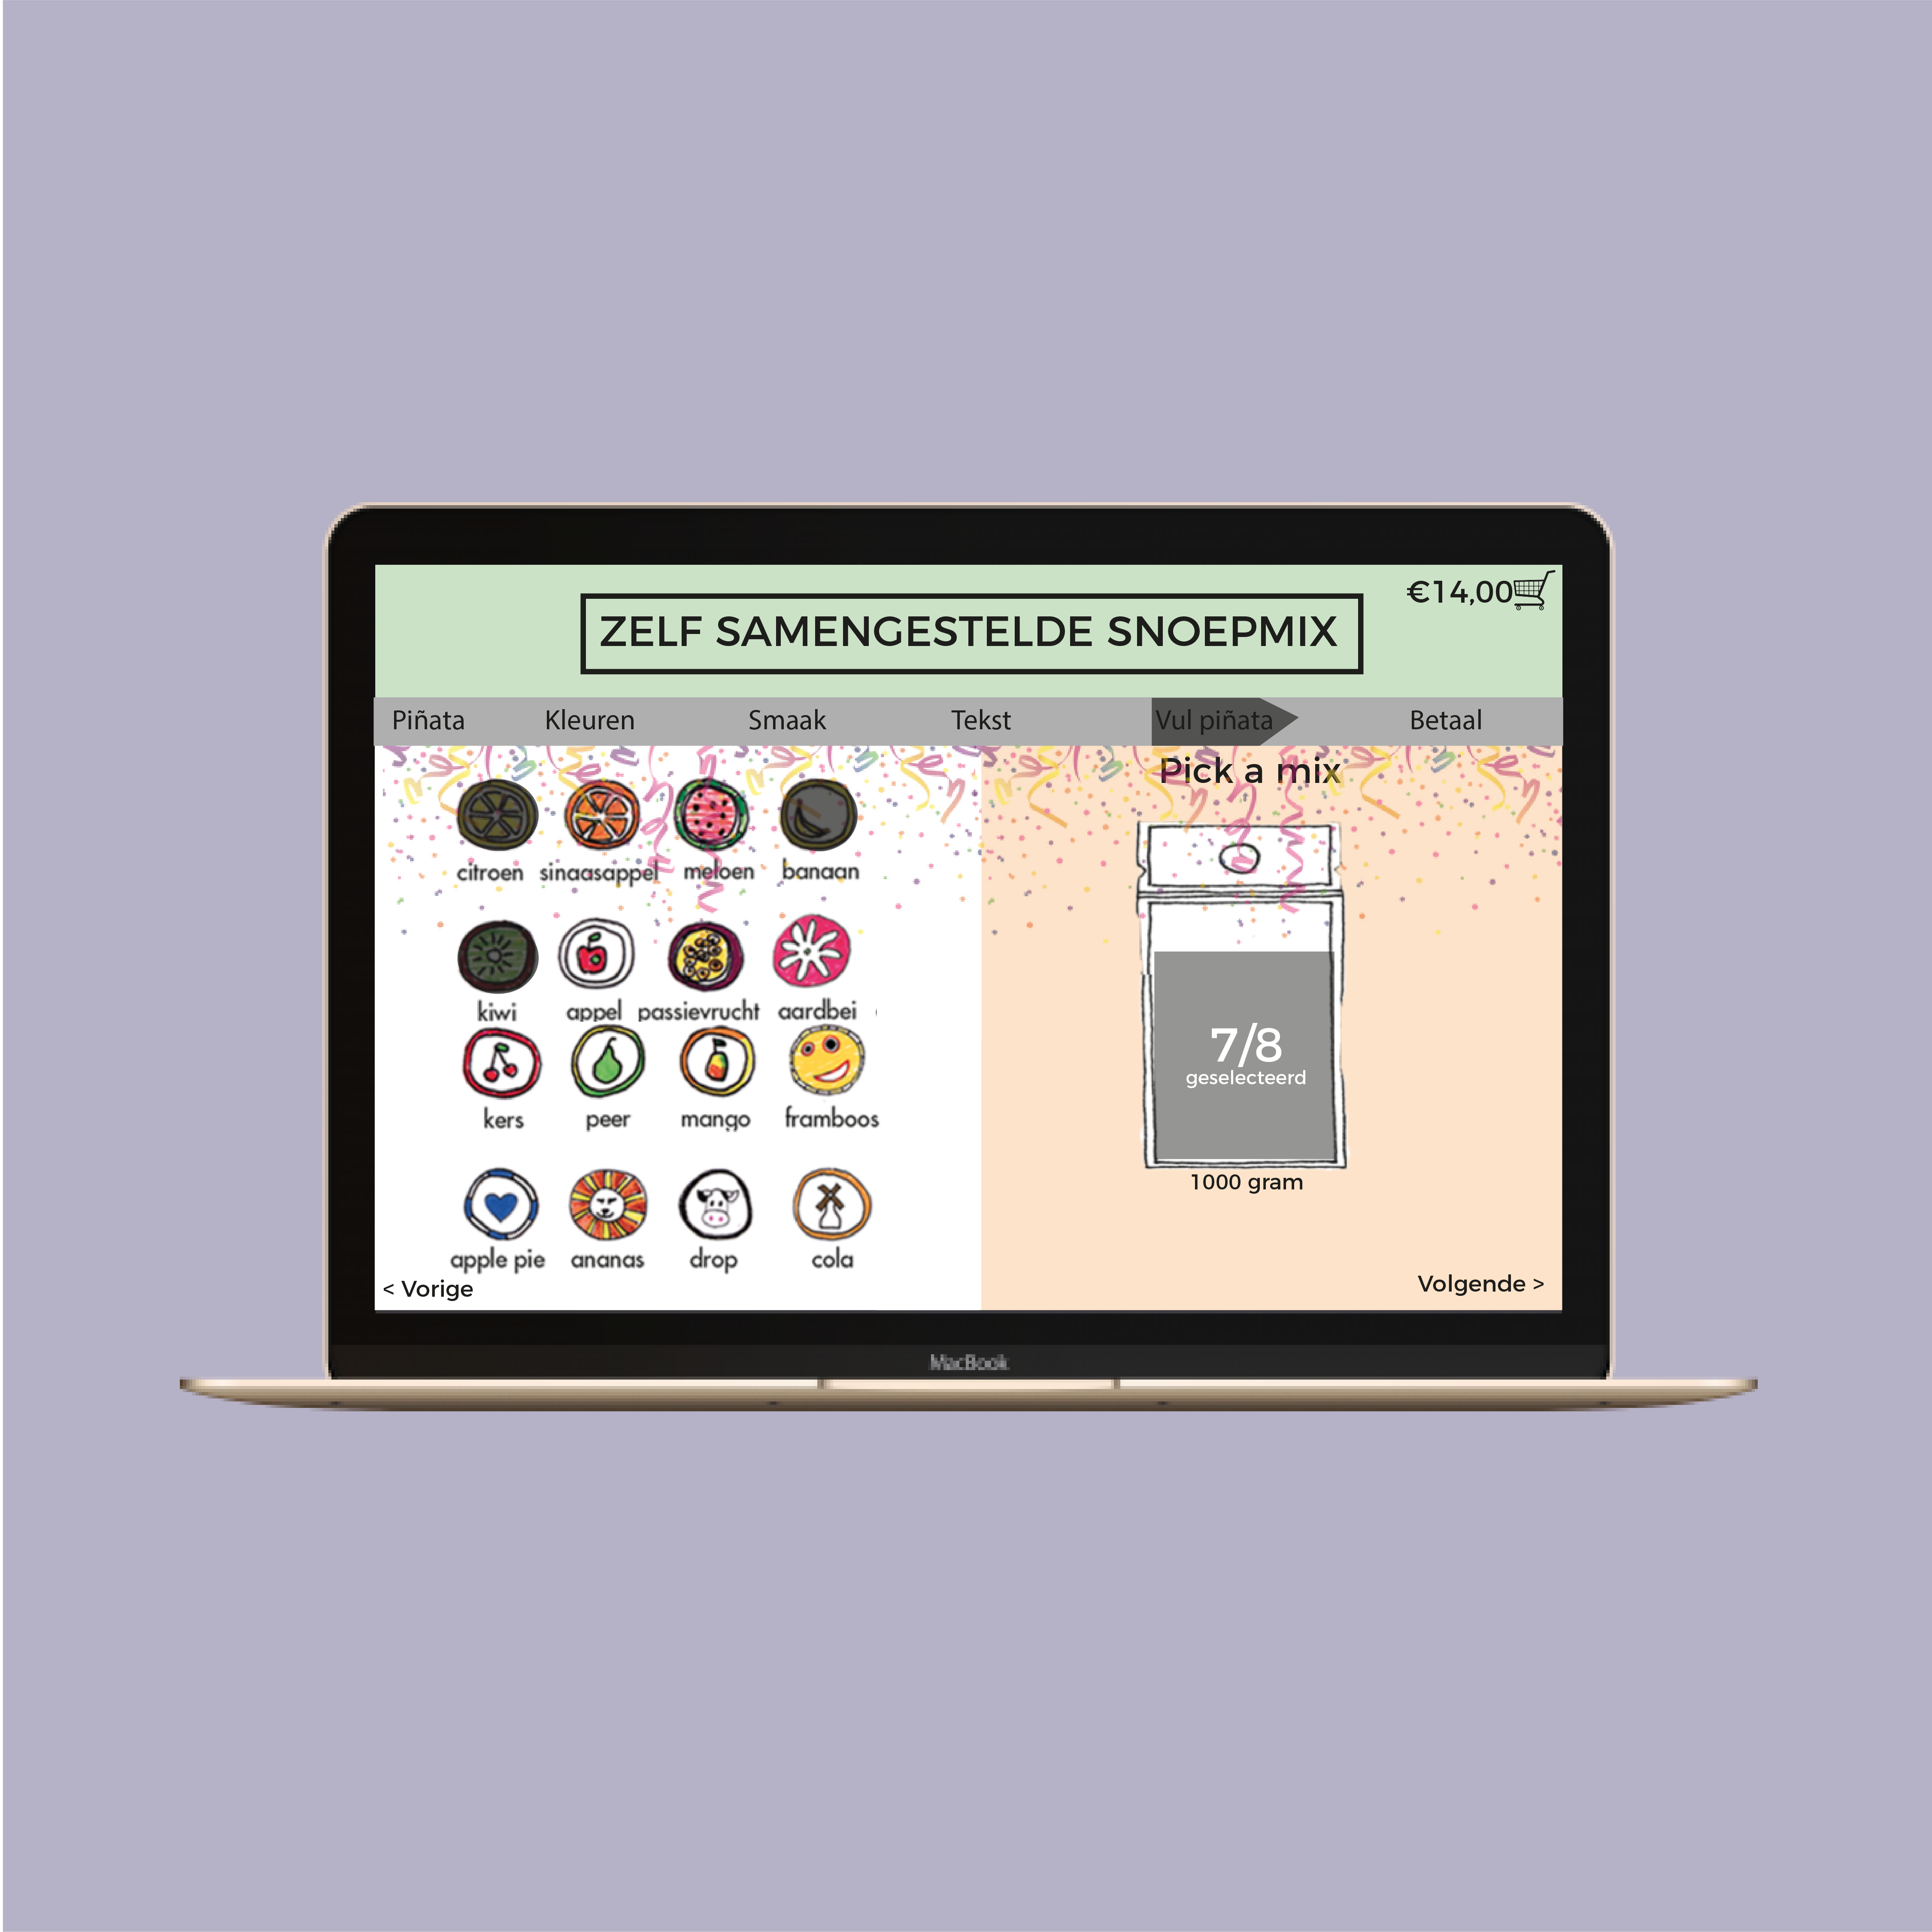 €14,00
ZELF SAMENGESTELDE SNOEPMIX
Piñata Kleuren Smaak Tekst Vul piñata Betaal
Pick a mix
citroen sinaasappel meloen banaan
kiwi appel passievrucht aardbei
kers peer mango framboos
apple pie ananas drop cola
7/8
geselecteerd
1000 gram
< Vorige
Volgende >
MacBook